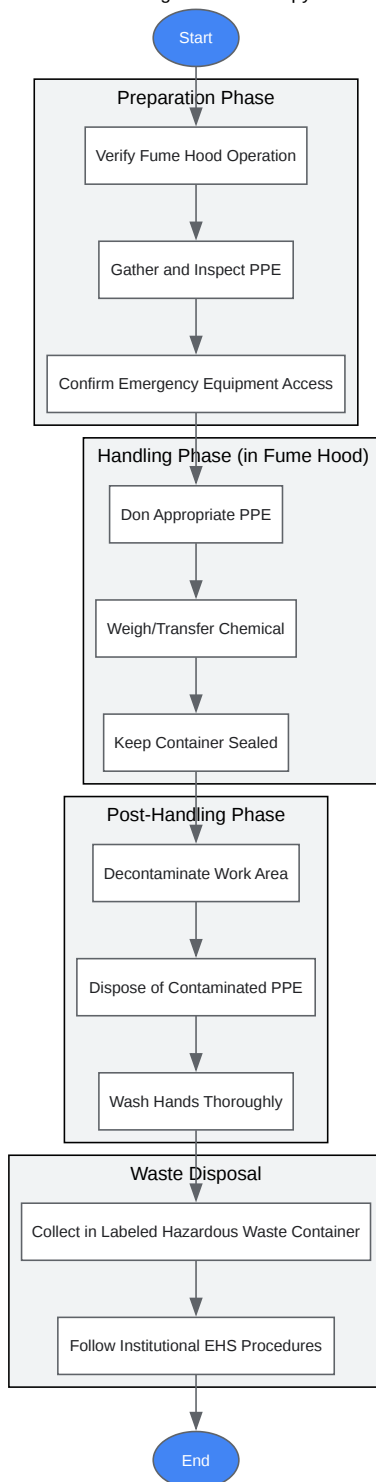 Start
Preparation Phase
Verify Fume Hood Operation
Gather and Inspect PPE
Confirm Emergency Equipment Access
Handling Phase (in Fume Hood)
Don Appropriate PPE
Weigh/Transfer Chemical
Keep Container Sealed
Post-Handling Phase
Decontaminate Work Area
Dispose of Contaminated PPE
Wash Hands Thoroughly
Waste Disposal
Collect in Labeled Hazardous Waste Container
Follow Institutional EHS Procedures
End